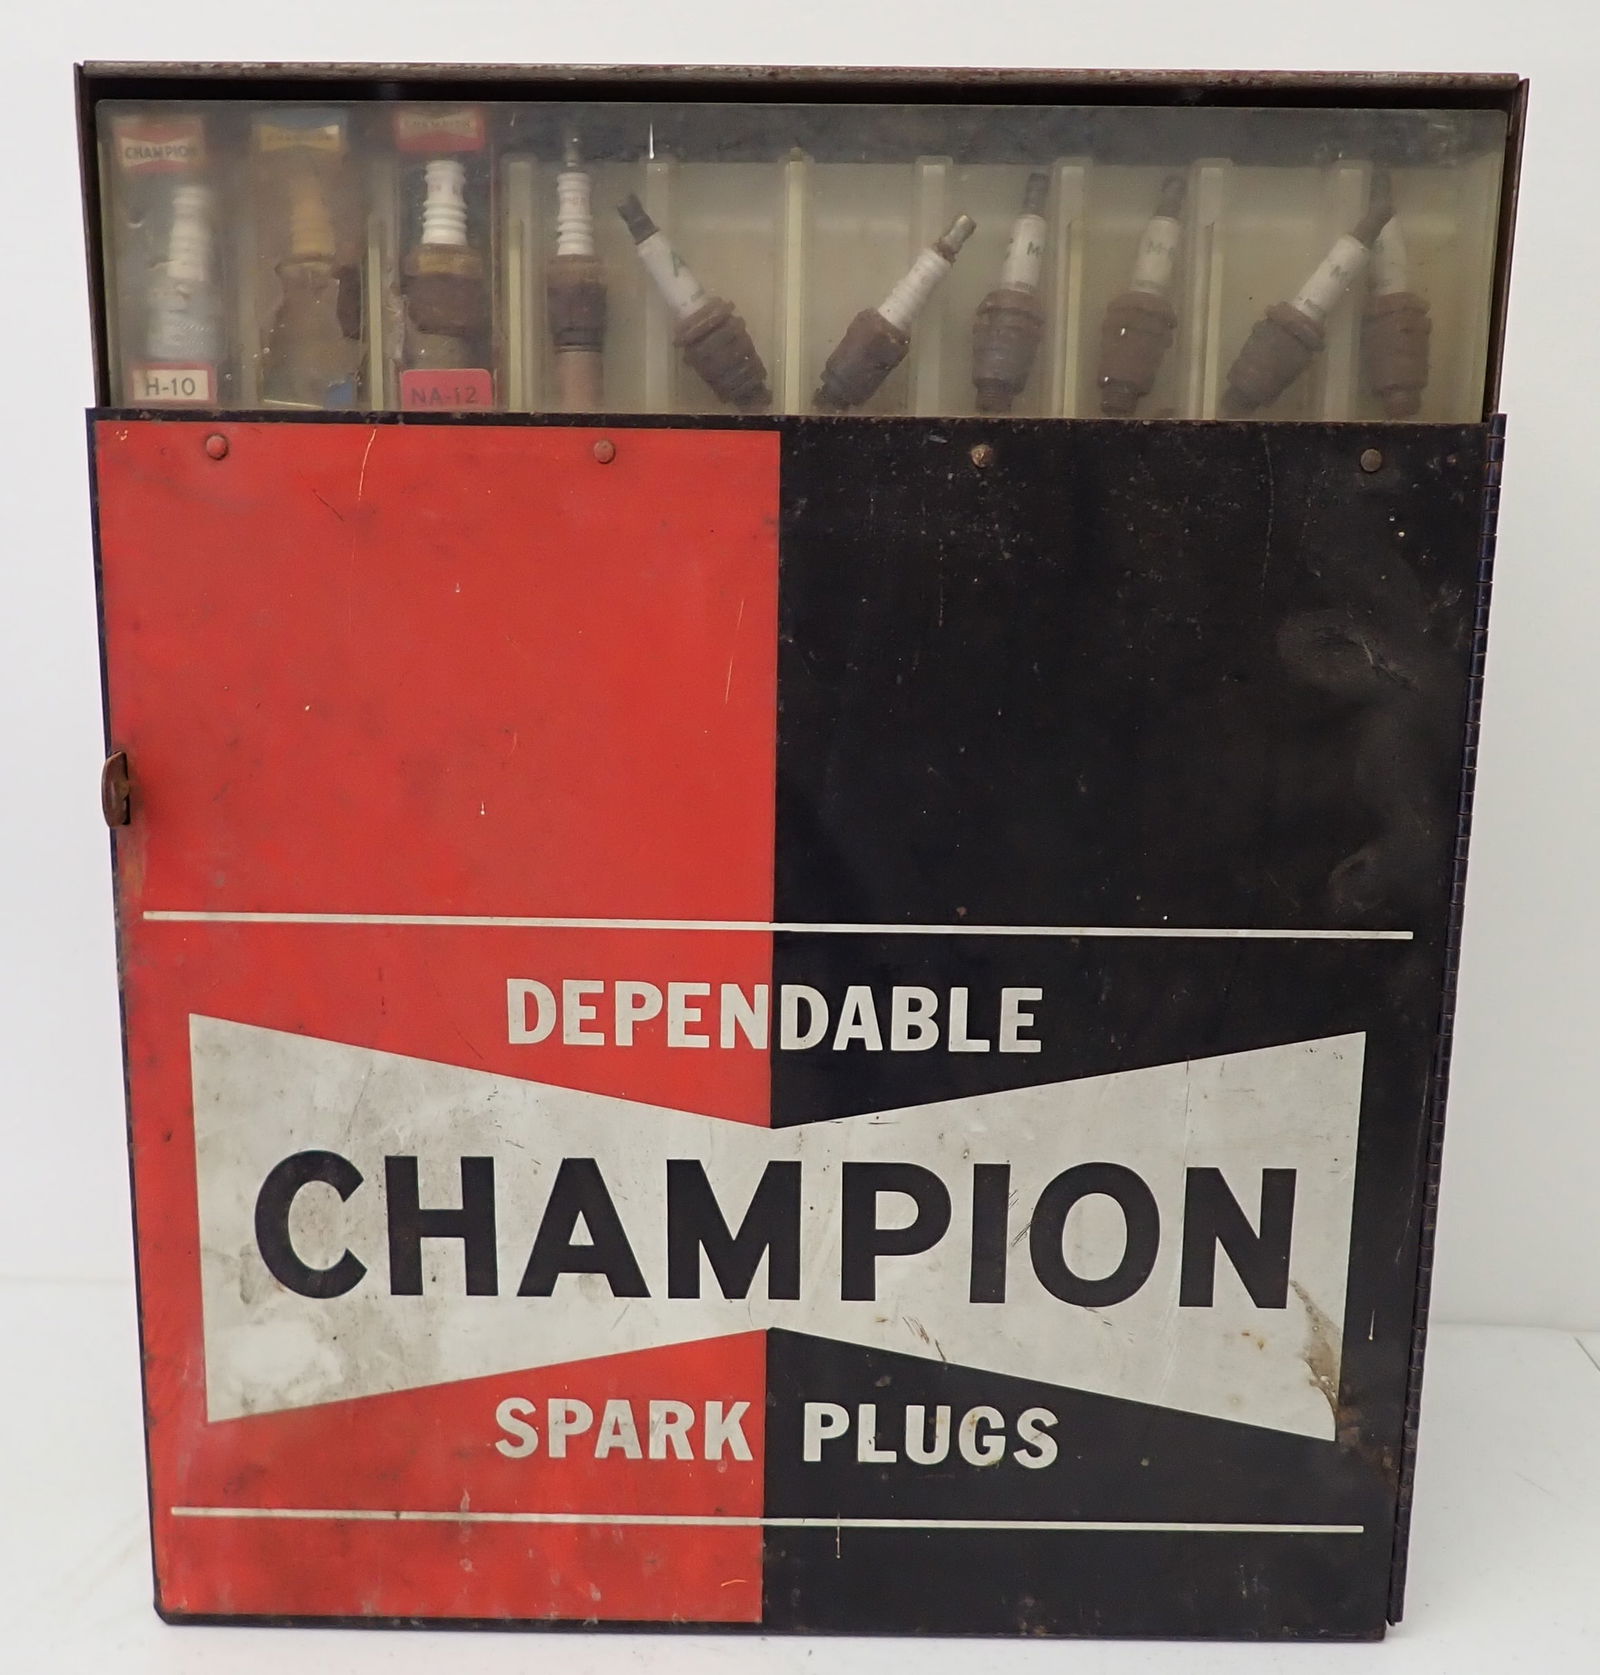 CHAMPION
H-10
NA-12
DEPENDABLE
CHAMPION
SPARK PLUGS